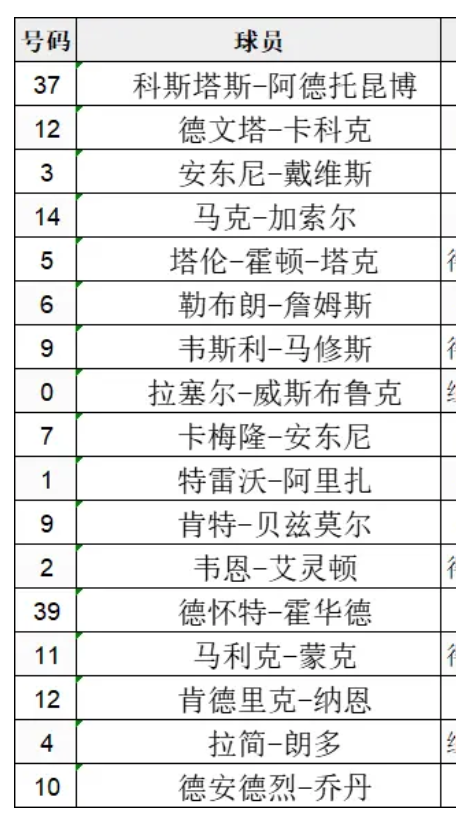 号码 球员
37 科斯塔斯-阿德托昆博
12 德文塔-卡科克
3 安东尼-戴维斯
14 马克-加索尔
5 塔伦-霍顿-塔克
6 勒布朗-詹姆斯
9 韦斯利-马修斯
0 拉塞尔-威斯布鲁克
7 卡梅隆-安东尼
1 特雷沃-阿里扎
9 肯特-贝兹莫尔
2 韦恩-艾灵顿
39 德怀特-霍华德
11 马利克-蒙克
12 肯德里克-纳恩
4 拉简-朗多
10 德安德烈-乔丹